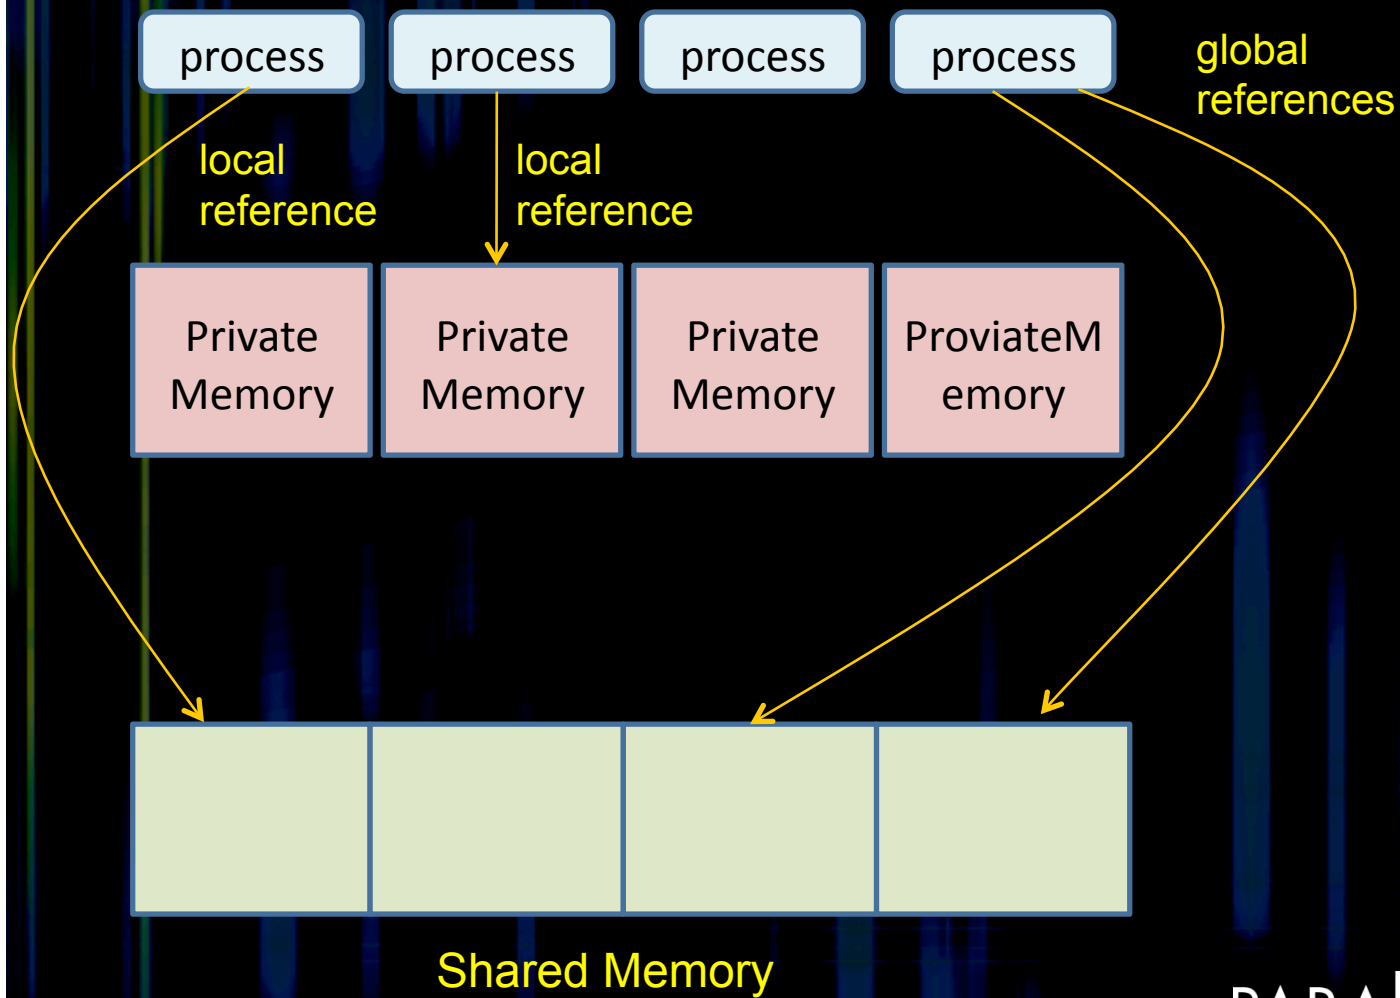 process
process
process
process
global
references
local
reference
local
reference
Private
Memory
Private
Memory
Private
Memory
ProviateM
emory
Shared Memory